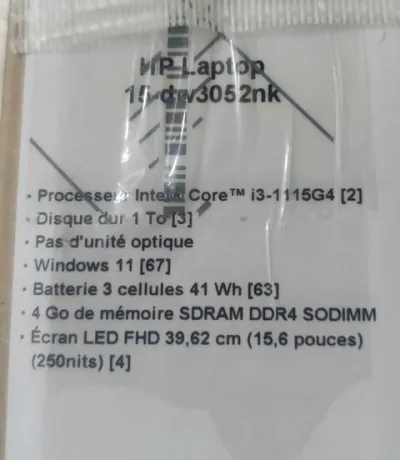 HP Laptop
15-dw3052nk
· Processeur Intel® Core™ i3-1115G4 [2]
· Disque dur 1 To [3]
· Pas d'unité optique
· Windows 11 [67]
· Batterie 3 cellules 41 Wh [63]
· 4 Go de mémoire SDRAM DDR4 SODIMM
· Écran LED FHD 39,62 cm (15,6 pouces)
(250nits) [4]